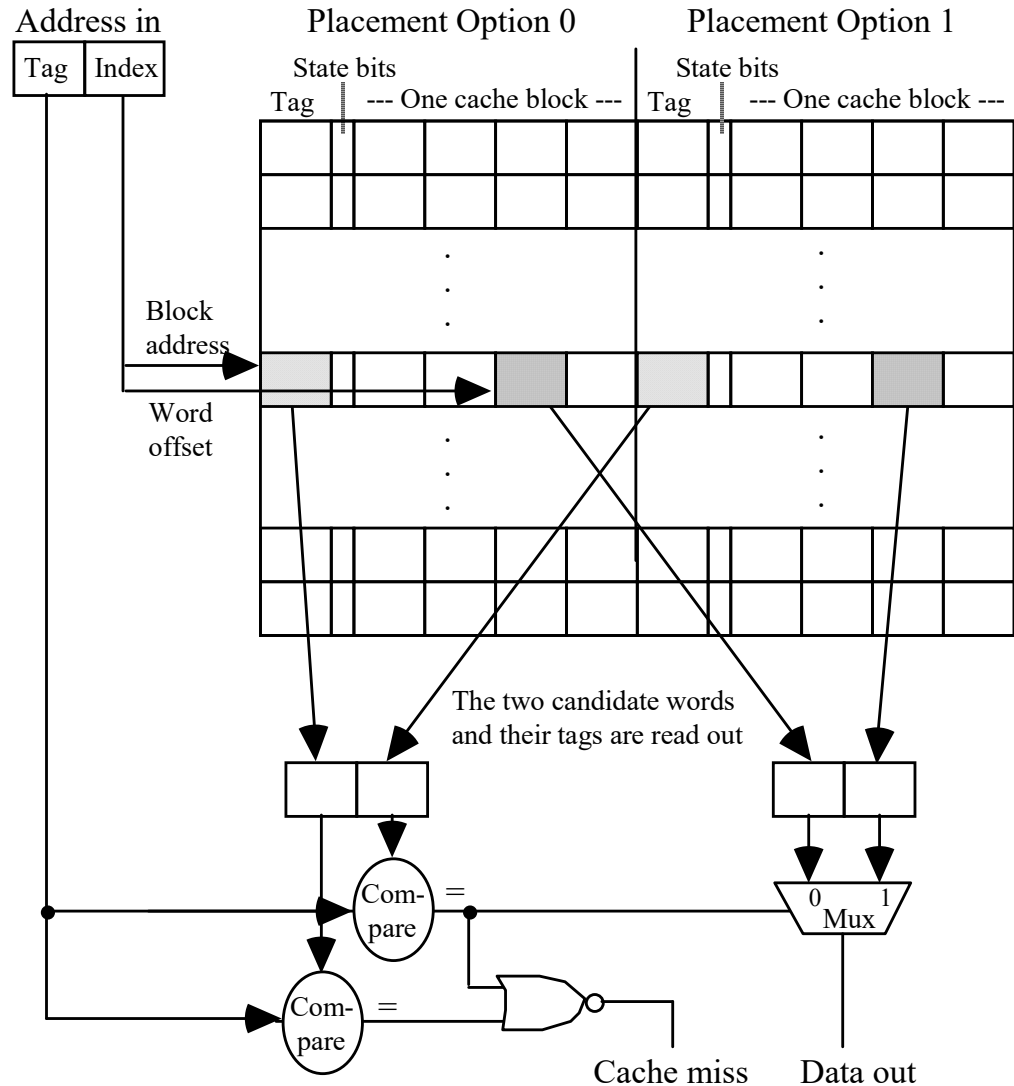 Address in
Placement Option 0
Placement Option 1
Tag
Index
State bits
State bits
Tag
--- One cache block ---
Tag
--- One cache block ---
Block
address
Word
offset
The two candidate words
and their tags are read out
Com-
pare
=
0
1
Mux
Com-
pare
=
Cache miss
Data out